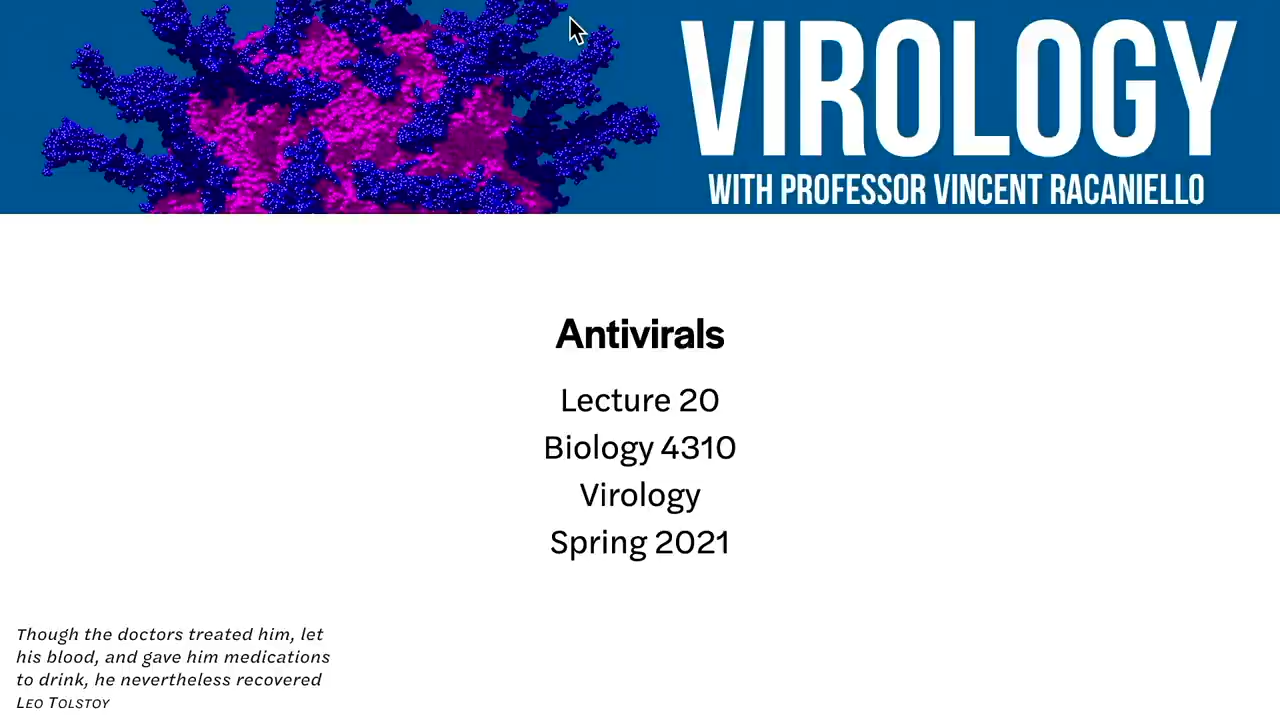 VIROLOGY
WITH PROFESSOR VINCENT RACANIELLO
Antivirals
Lecture 20
Biology 4310
Virology
Spring 2021
Though the doctors treated him, let
his blood, and gave him medications
to drink, he nevertheless recovered
LEO TOLSTOY